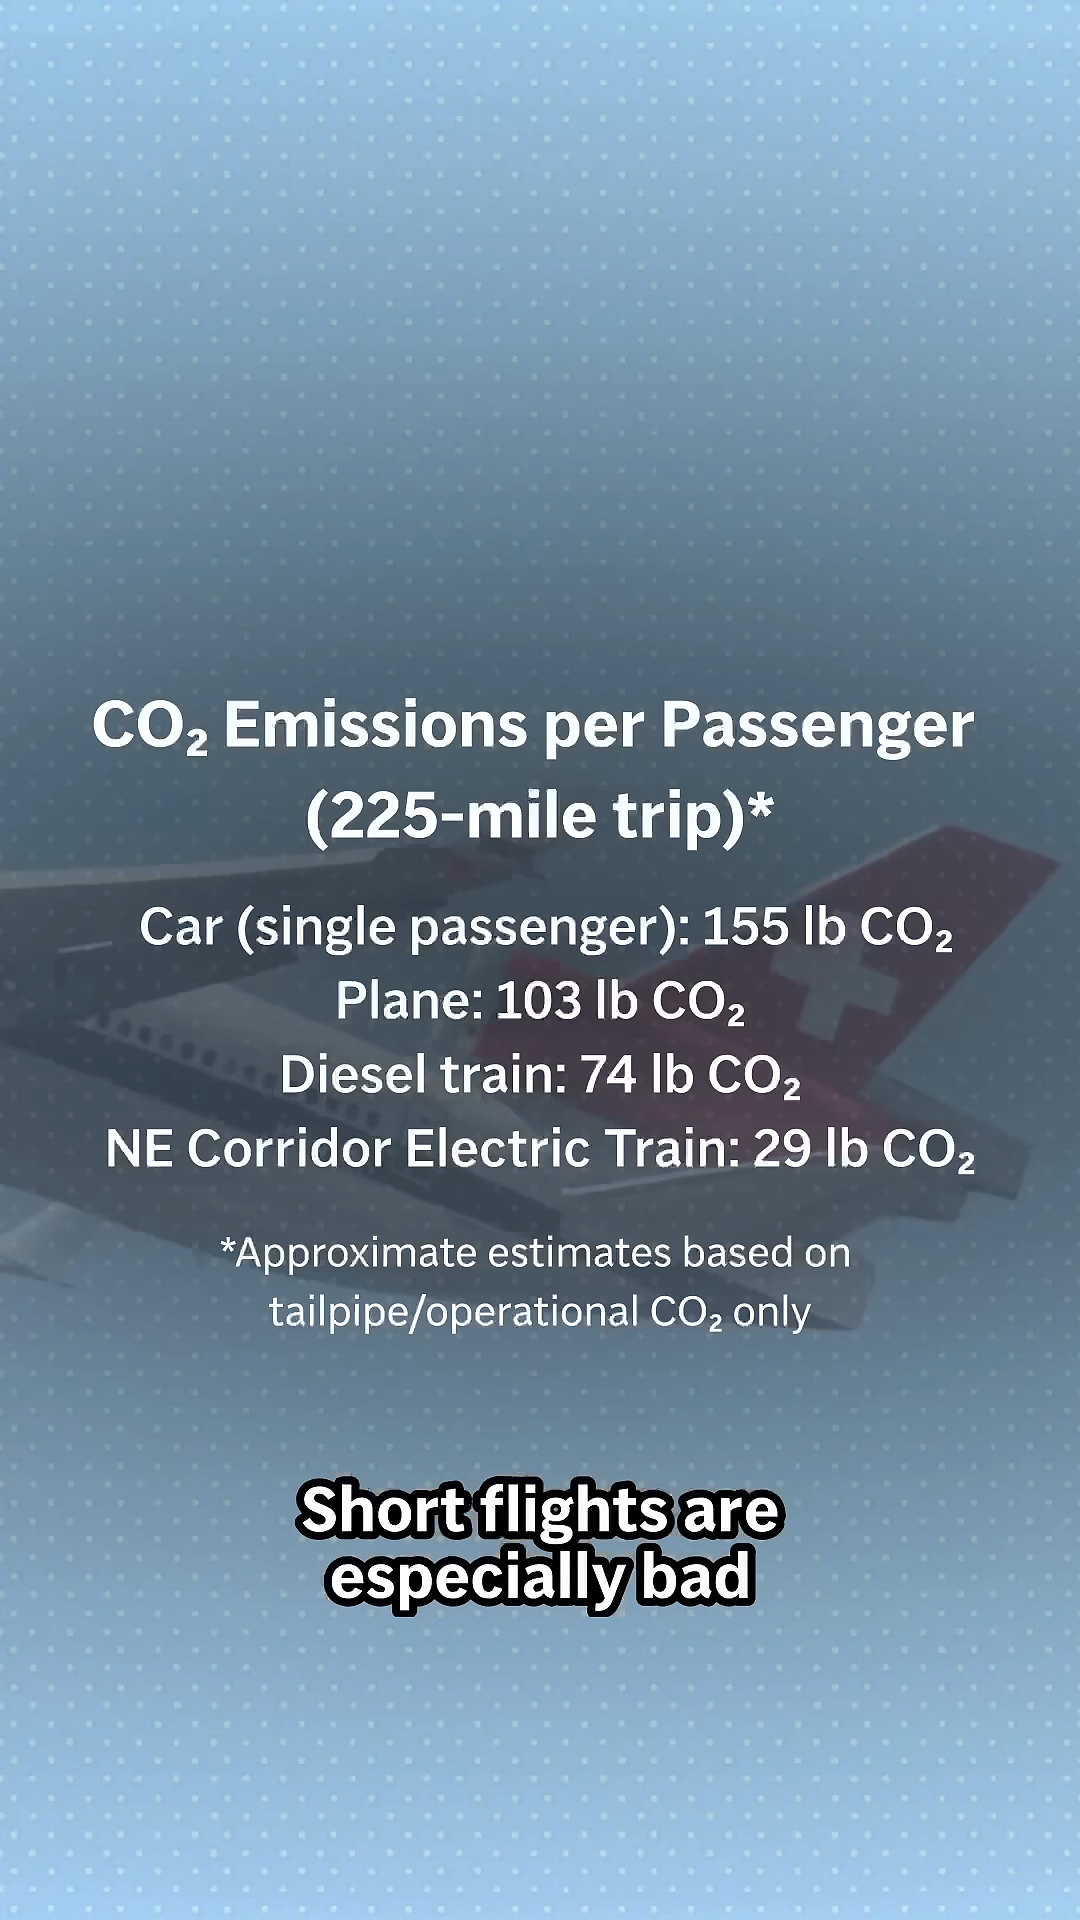 CO₂ Emissions per Passenger
(225-mile trip)*
Car (single passenger): 155 lb CO₂
Plane: 103 lb CO₂
Diesel train: 74 lb CO₂
NE Corridor Electric Train: 29 lb CO₂
*Approximate estimates based on
tailpipe/operational CO₂ only
Short flights are
especially bad